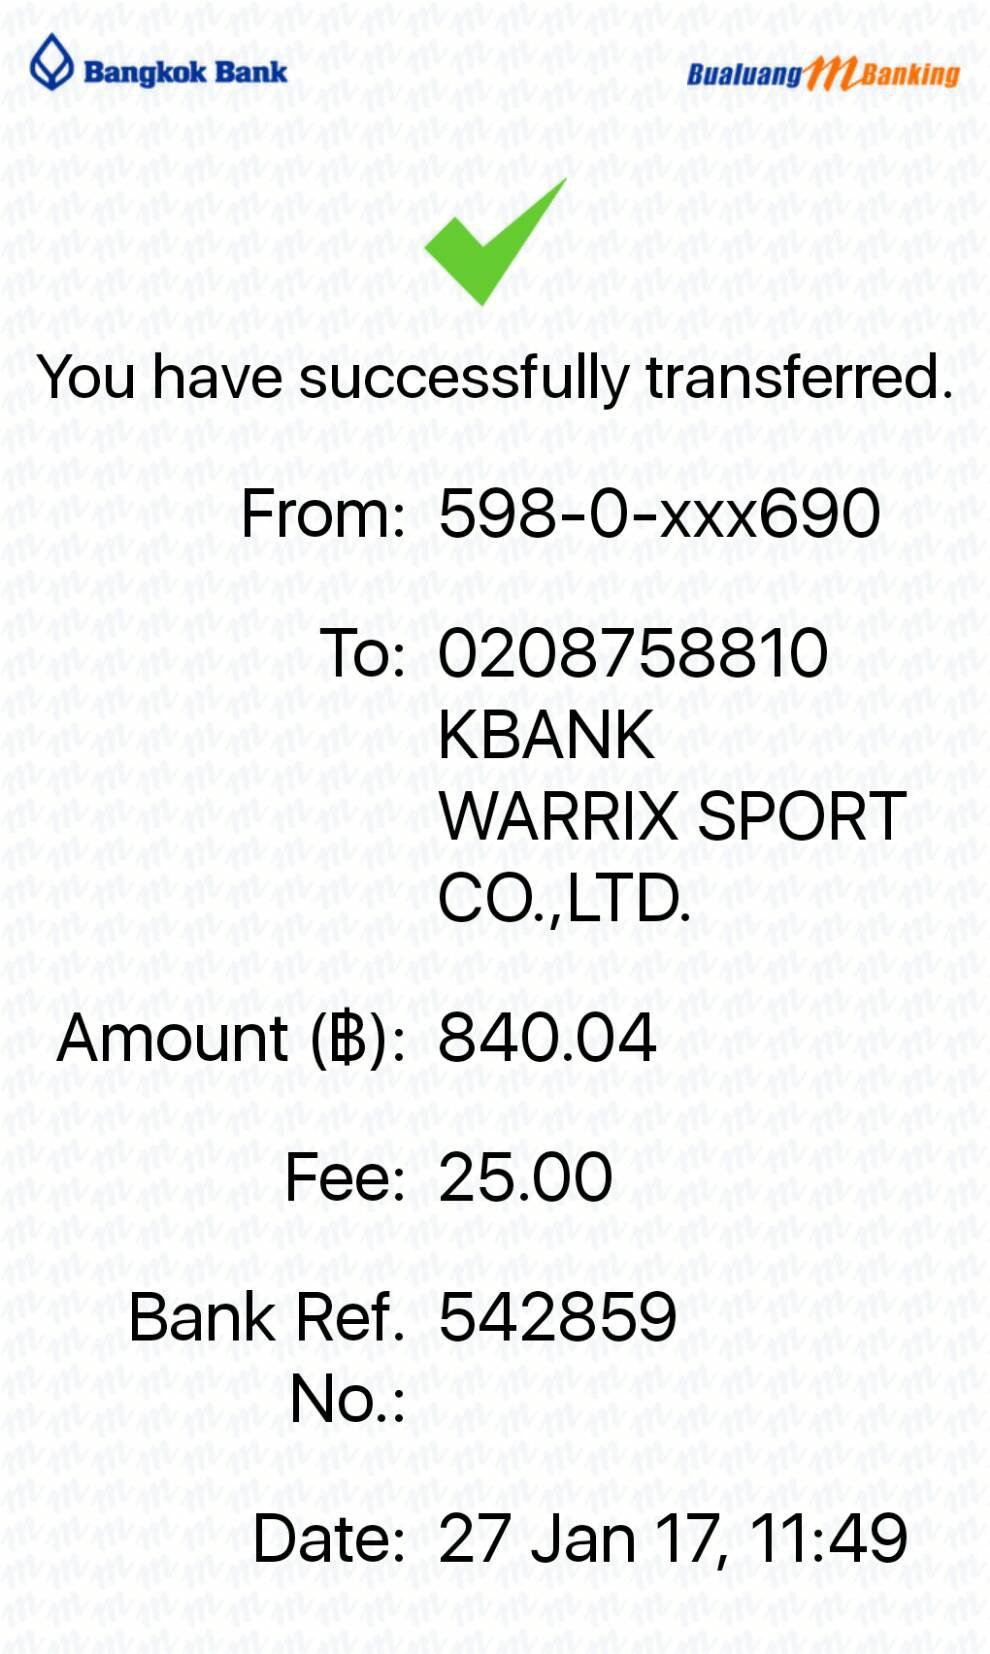 Bangkok Bank
Bualuang mBanking
You have successfully transferred.
From: 598-0-xxx690
To: 0208758810
KBANK
WARRIX SPORT
CO.,LTD.
Amount (฿): 840.04
Fee: 25.00
Bank Ref. 542859
No.:
Date: 27 Jan 17, 11:49